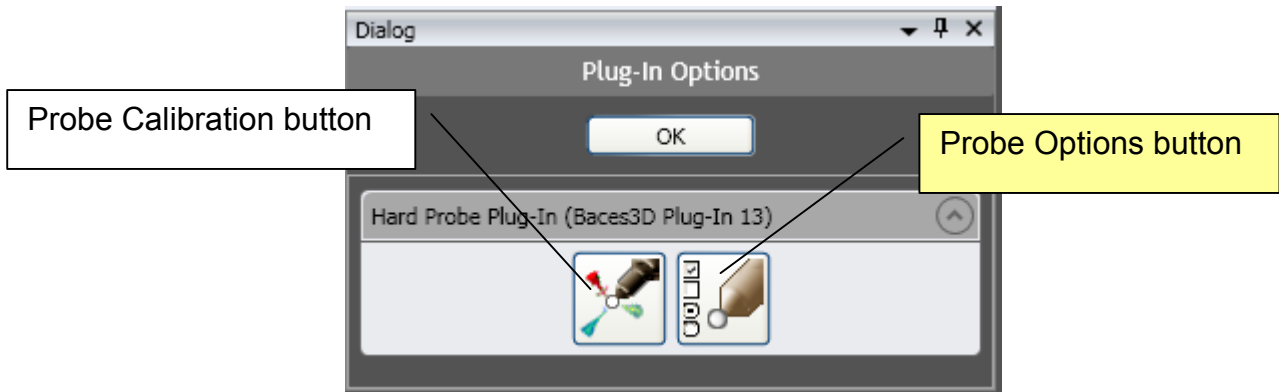 Dialog
Plug-In Options
Probe Calibration button
OK
Probe Options button
Hard Probe Plug-In (Baces3D Plug-In 13)